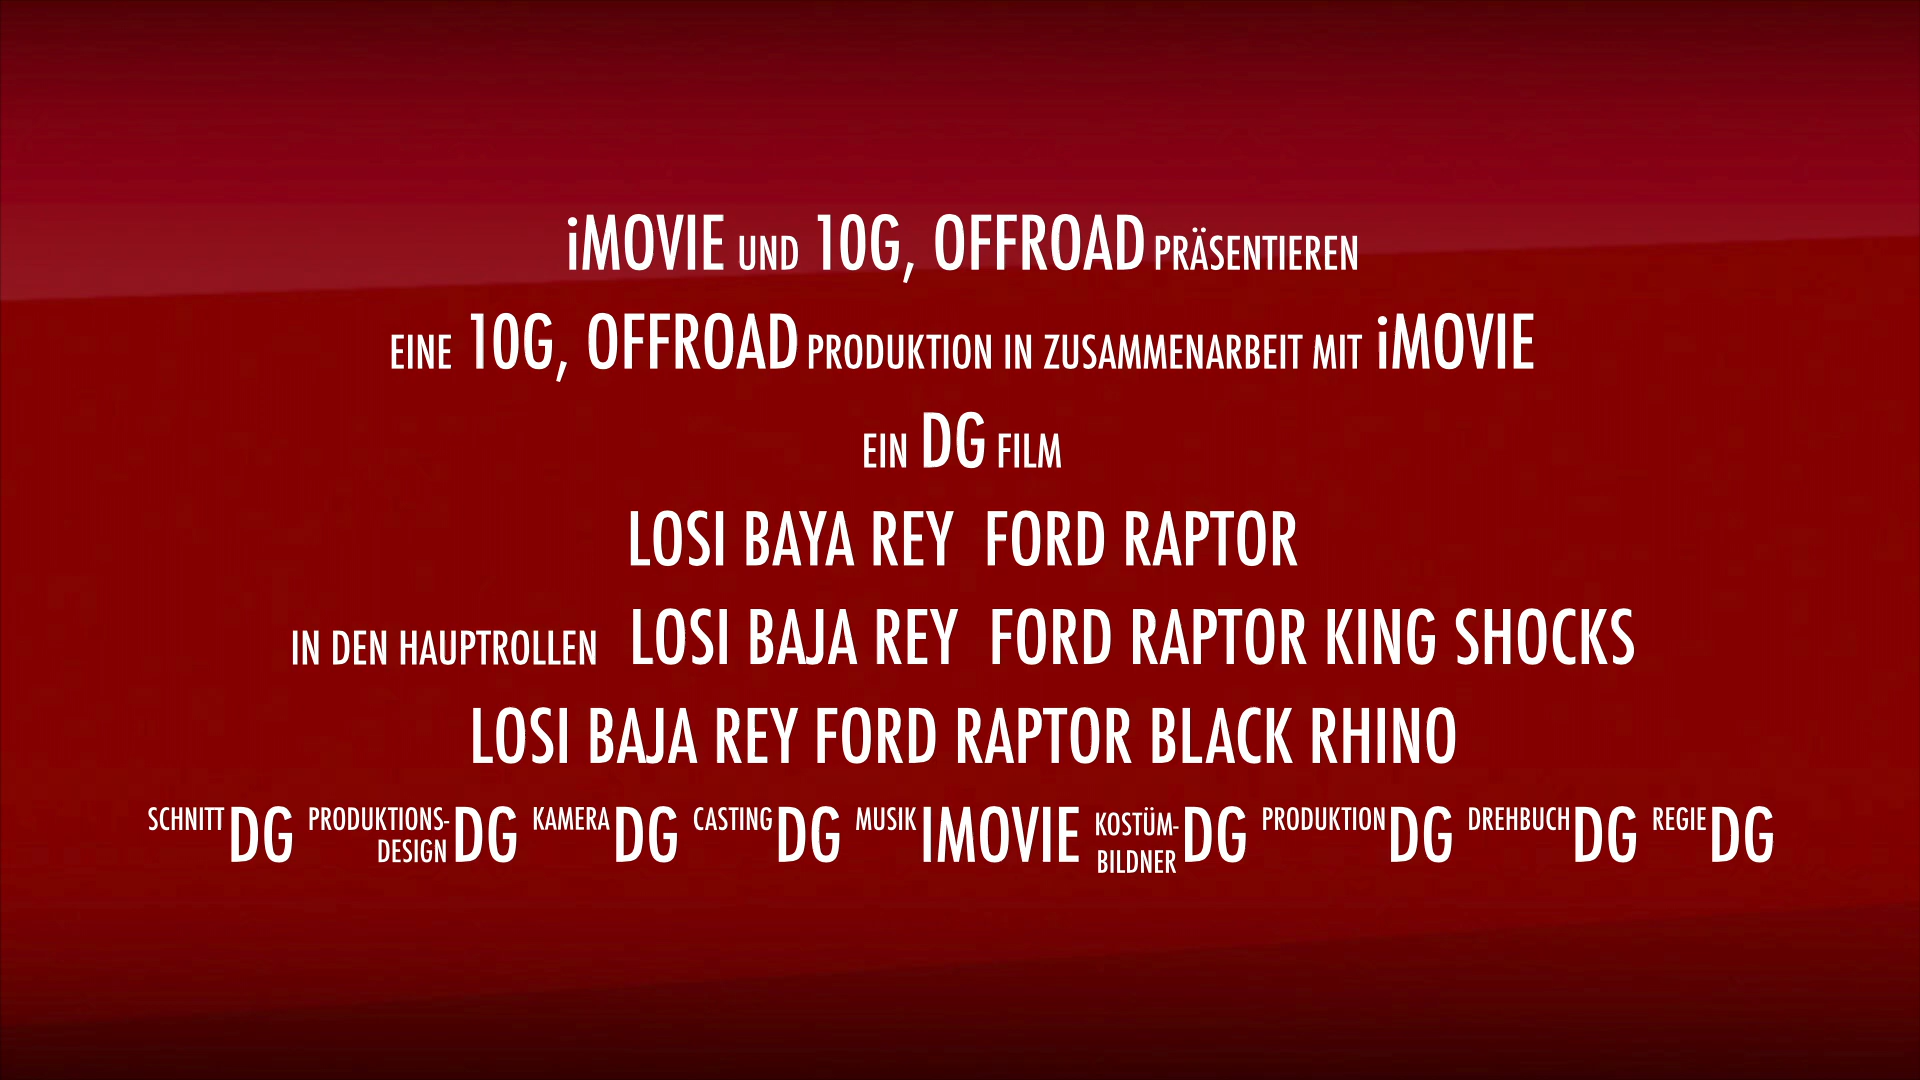 iMOVIE UND 10G, OFFROAD PRÄSENTIEREN
EINE 10G, OFFROAD PRODUKTION IN ZUSAMMENARBEIT MIT iMOVIE
EIN DG FILM
LOSI BAYA REY FORD RAPTOR
IN DEN HAUPTROLLEN LOSI BAJA REY FORD RAPTOR KING SHOCKS
LOSI BAJA REY FORD RAPTOR BLACK RHINO
SCHNITT DG PRODUKTIONS-DESIGN DG KAMERA DG CASTING DG MUSIK IMOVIE KOSTÜM-BILDNER DG PRODUKTION DG DREHBUCH DG REGIE DG